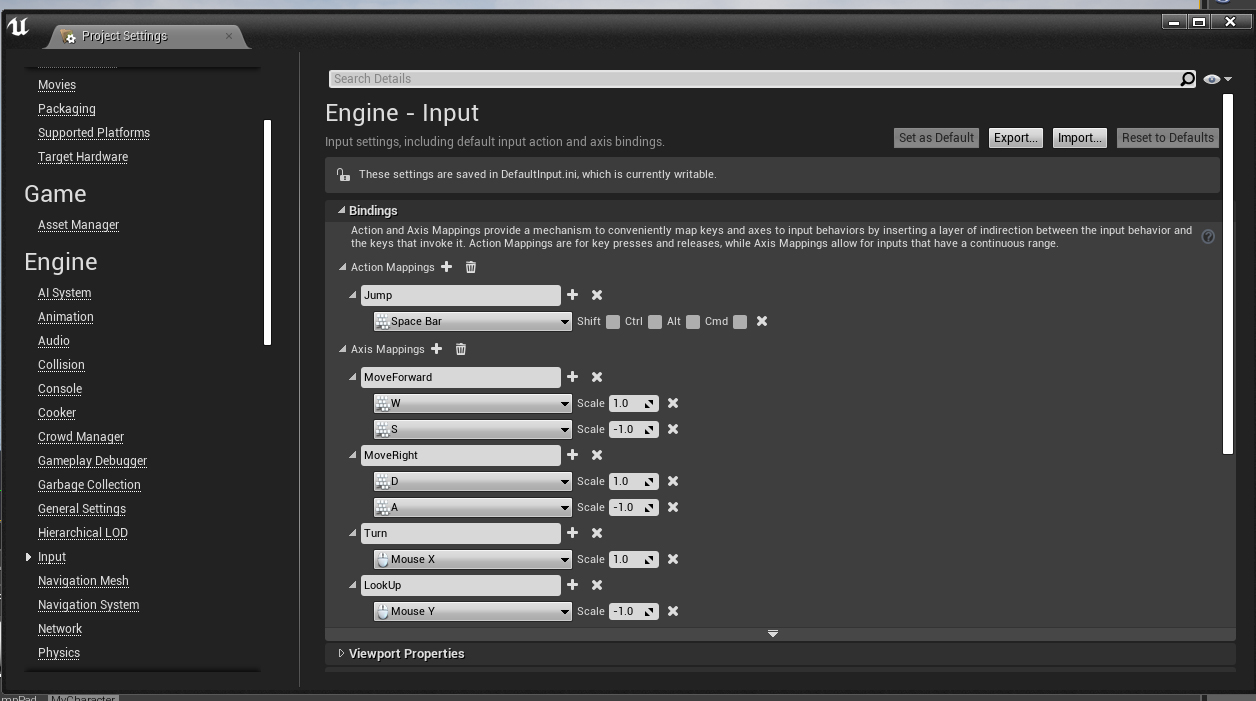 Project Settings
Movies
Packaging
Supported Platforms
Target Hardware
Game
Asset Manager
Engine
AI System
Animation
Audio
Collision
Console
Cooker
Crowd Manager
Gameplay Debugger
Garbage Collection
General Settings
Hierarchical LOD
Input
Navigation Mesh
Navigation System
Network
Physics
Search Details
Engine - Input
Input settings, including default input action and axis bindings.
Set as Default Export... Import... Reset to Defaults
These settings are saved in DefaultInput.ini, which is currently writable.
Bindings
Action and Axis Mappings provide a mechanism to conveniently map keys and axes to input behaviors by inserting a layer of indirection between the input behavior and
the keys that invoke it. Action Mappings are for key presses and releases, while Axis Mappings allow for inputs that have a continuous range.
Action Mappings
Jump
Space Bar Shift Ctrl Alt Cmd
Axis Mappings
MoveForward
W Scale 1.0
S Scale -1.0
MoveRight
D Scale 1.0
A Scale -1.0
Turn
Mouse X Scale 1.0
LookUp
Mouse Y Scale -1.0
Viewport Properties
MyCharacter